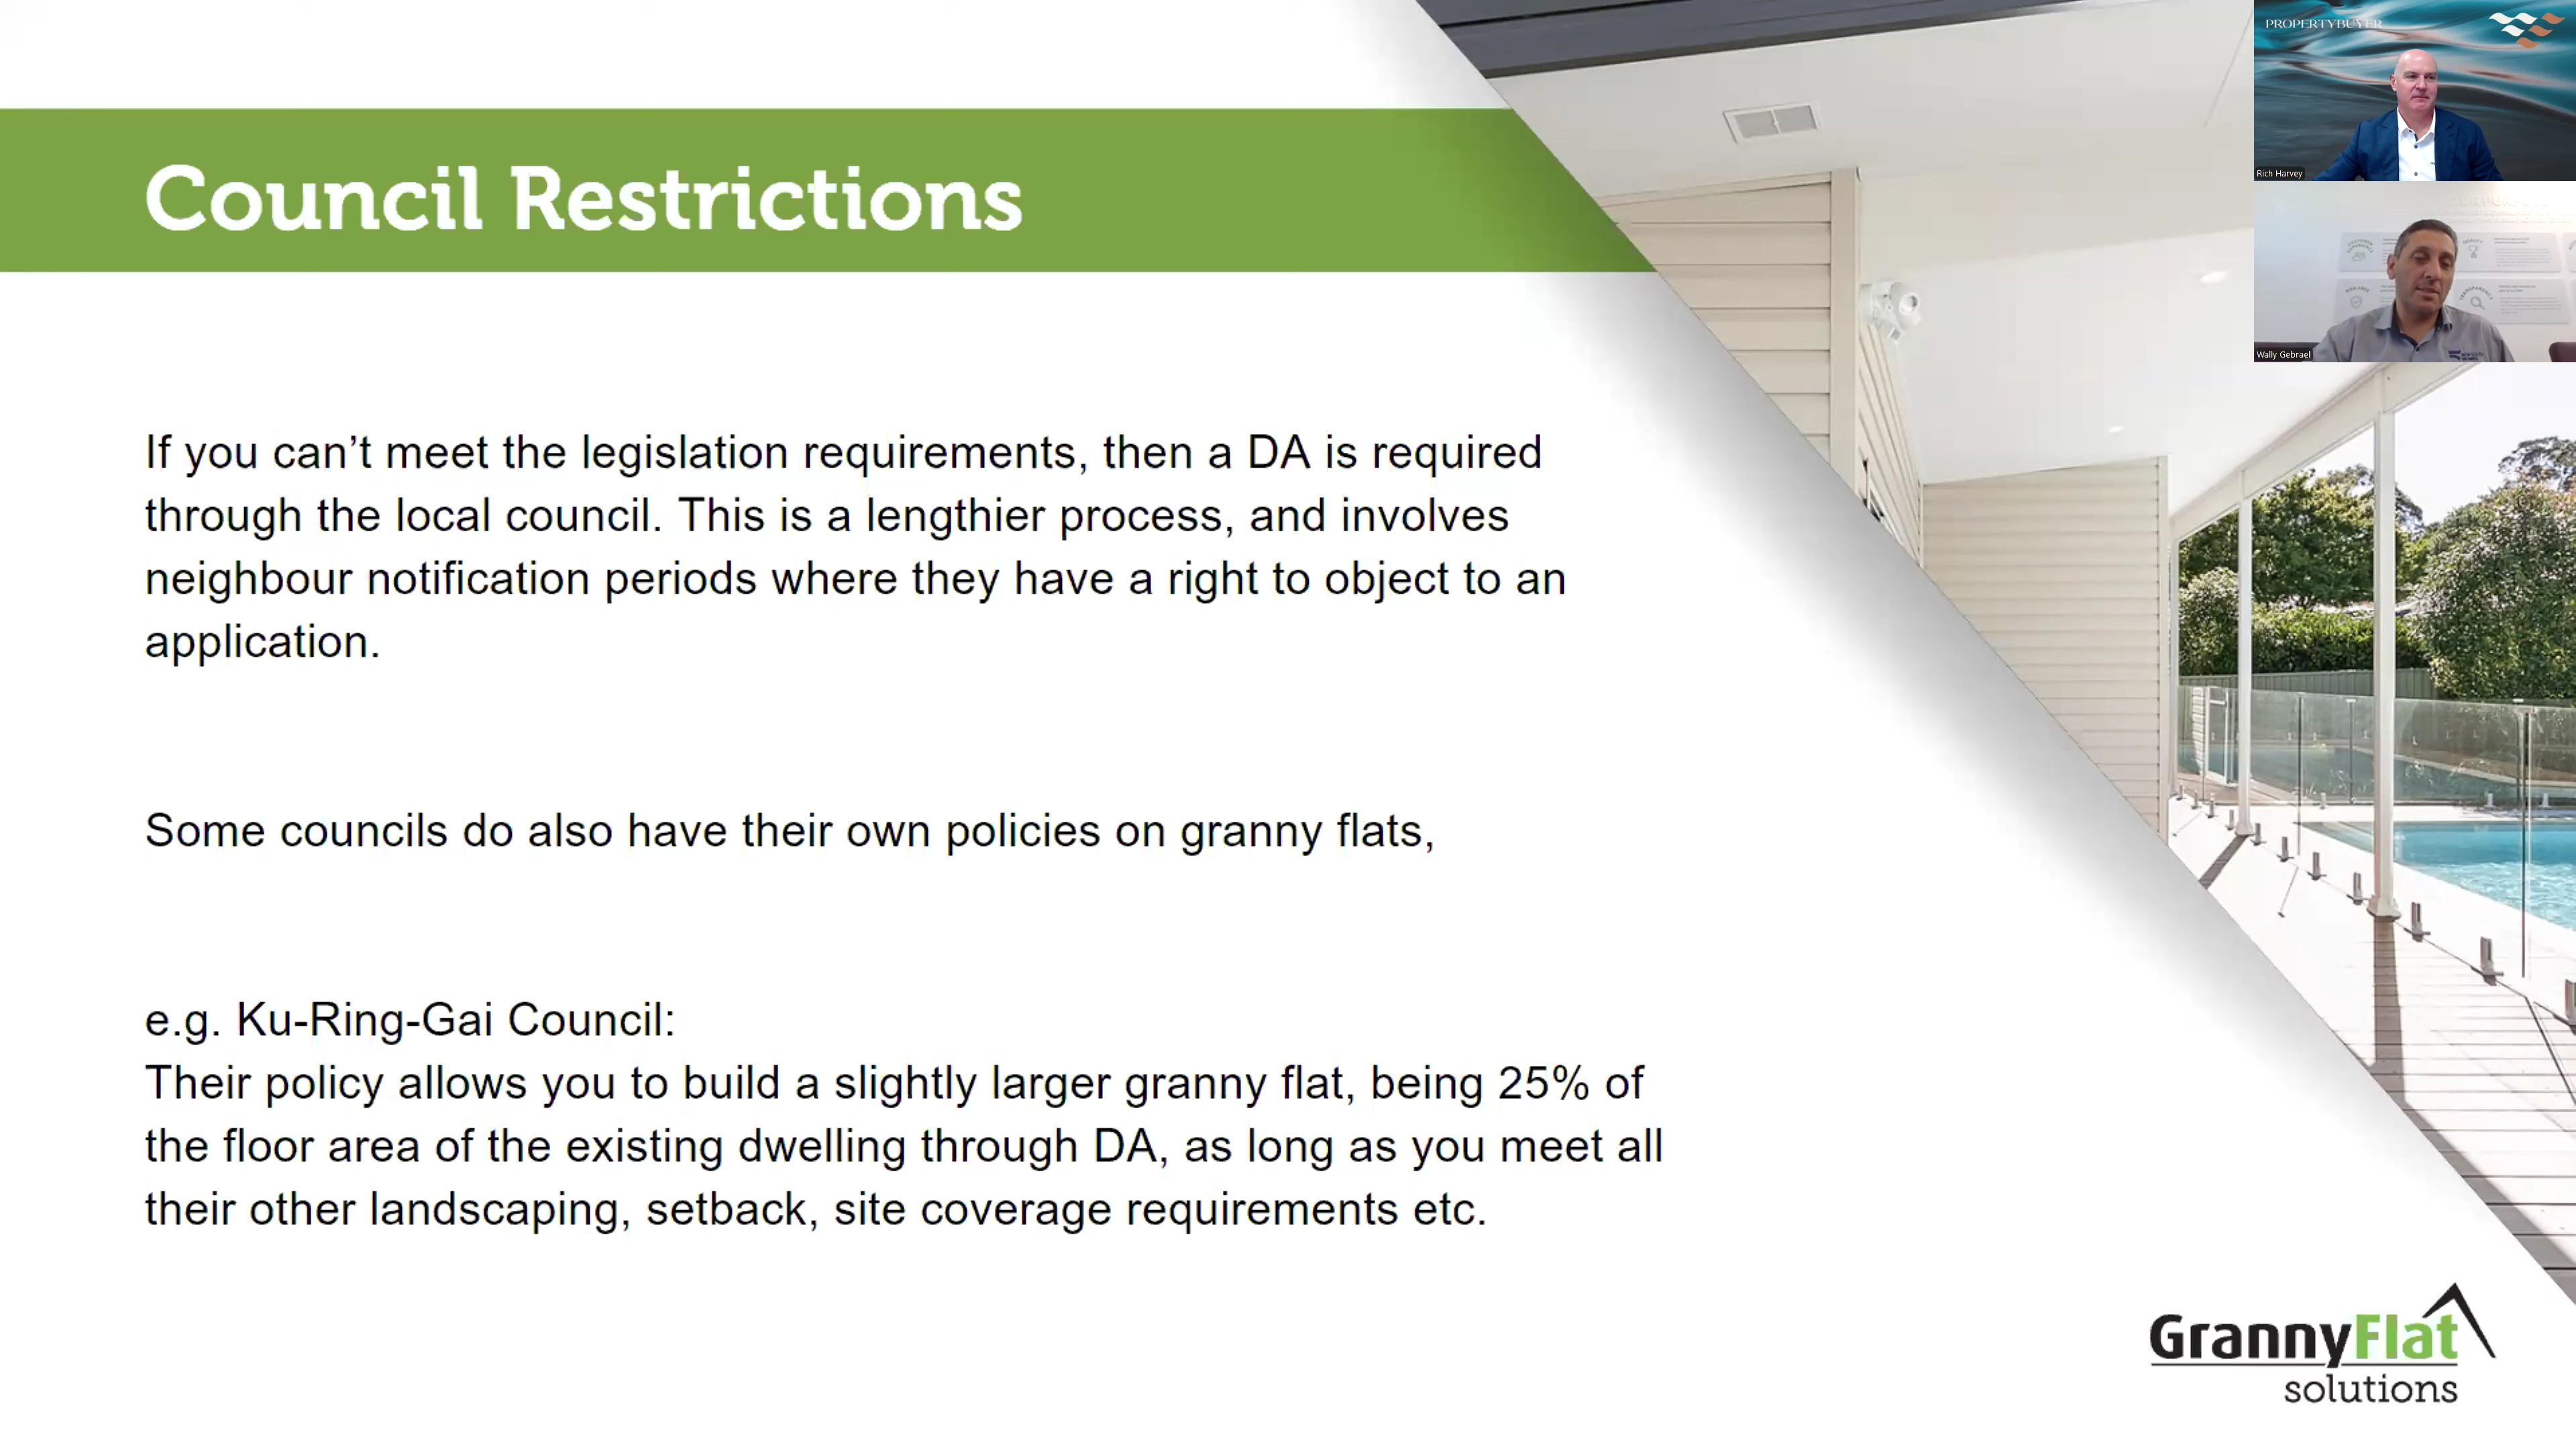 Council Restrictions
If you can’t meet the legislation requirements, then a DA is required
through the local council. This is a lengthier process, and involves
neighbour notification periods where they have a right to object to an
application.
Some councils do also have their own policies on granny flats,
e.g. Ku-Ring-Gai Council:
Their policy allows you to build a slightly larger granny flat, being 25% of
the floor area of the existing dwelling through DA, as long as you meet all
their other landscaping, setback, site coverage requirements etc.
GrannyFlat
solutions
PROPERTYBUYER
Rich Harvey
TRANSPARENCY
Wally Gebrael